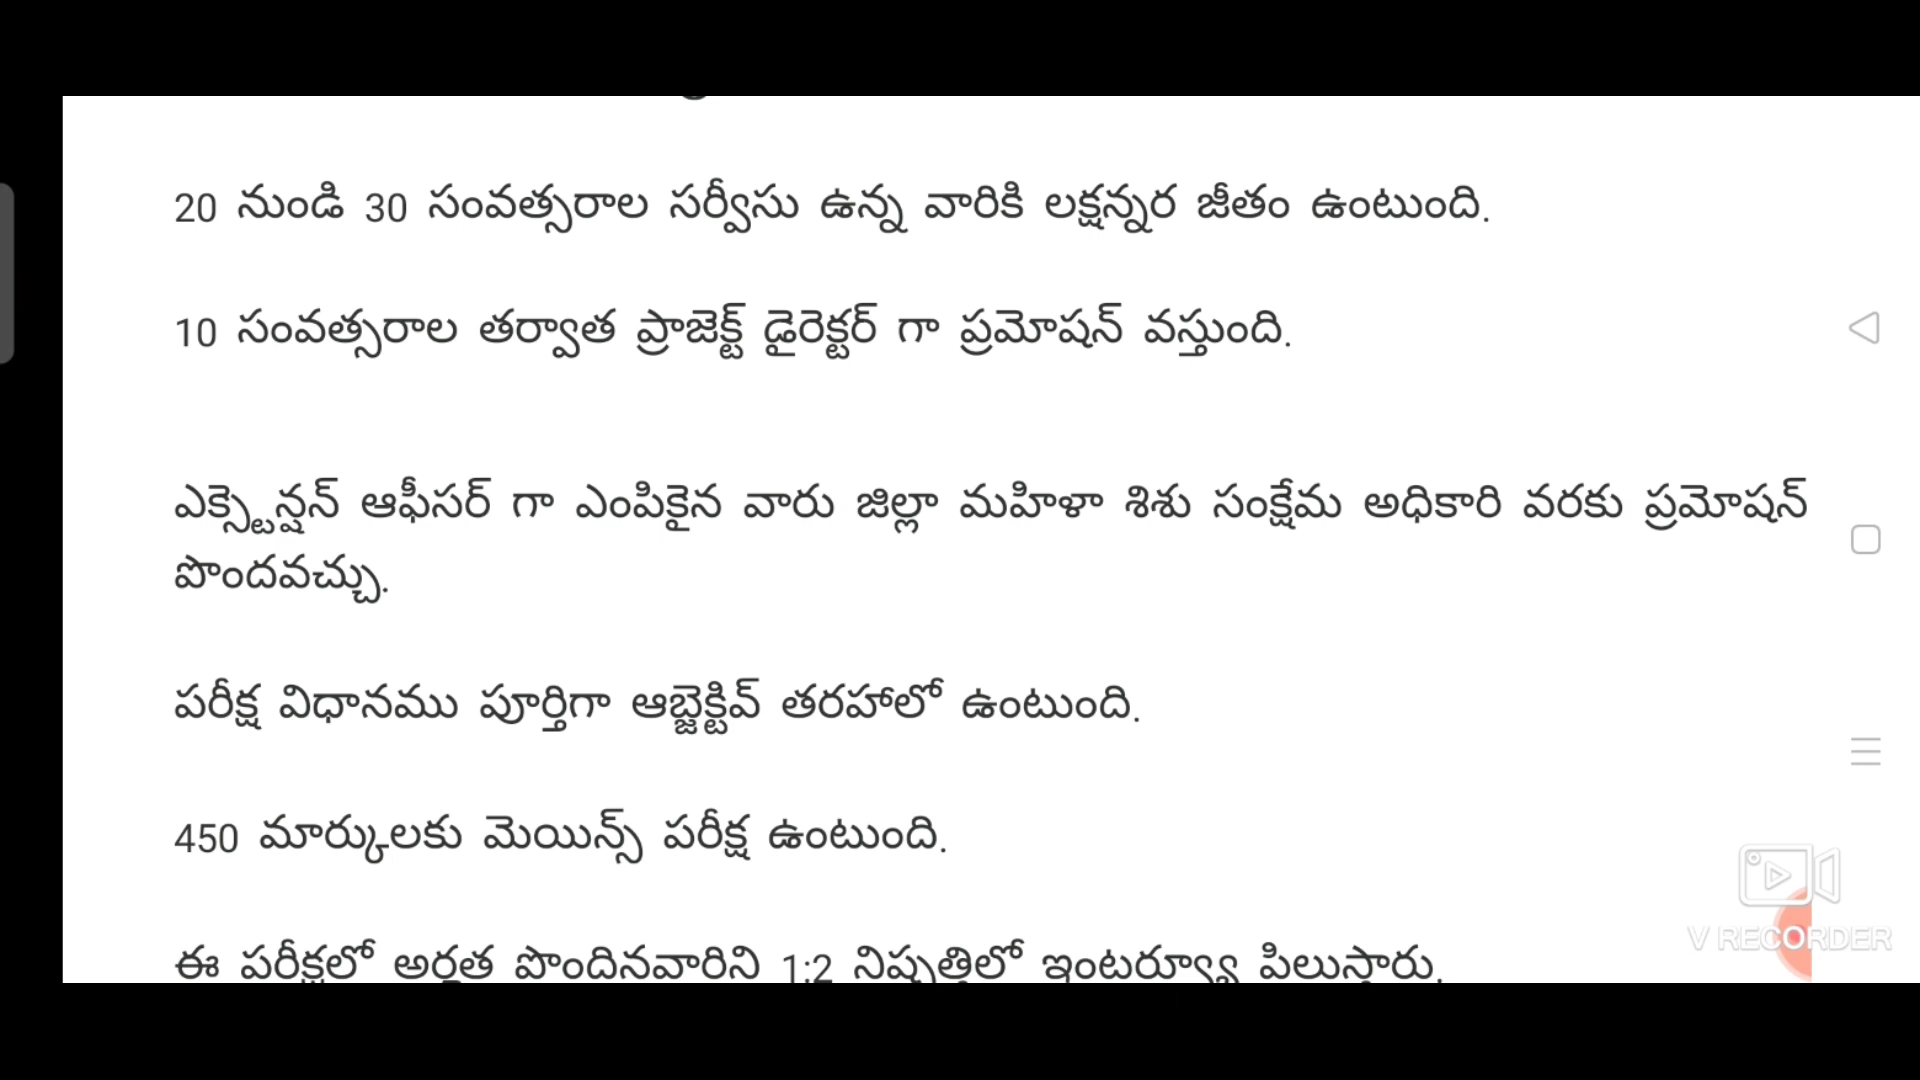 20 నుండి 30 సంవత్సరాల సర్వీసు ఉన్న వారికి లక్షన్నర జీతం ఉంటుంది.
10 సంవత్సరాల తర్వాత ప్రాజెక్ట్ డైరెక్టర్ గా ప్రమోషన్ వస్తుంది.
ఎక్స్టెన్షన్ ఆఫీసర్ గా ఎంపికైన వారు జిల్లా మహిళా శిశు సంక్షేమ అధికారి వరకు ప్రమోషన్
పొందవచ్చు.
పరీక్ష విధానము పూర్తిగా ఆబ్జెక్టివ్ తరహాలో ఉంటుంది.
450 మార్కులకు మెయిన్స్ పరీక్ష ఉంటుంది.
ఈ పరీక్షలో అర్హత పొందినవారిని 1:2 నిష్పత్తిలో ఇంటర్వ్యూ పిలుస్తారు.
V RECORDER